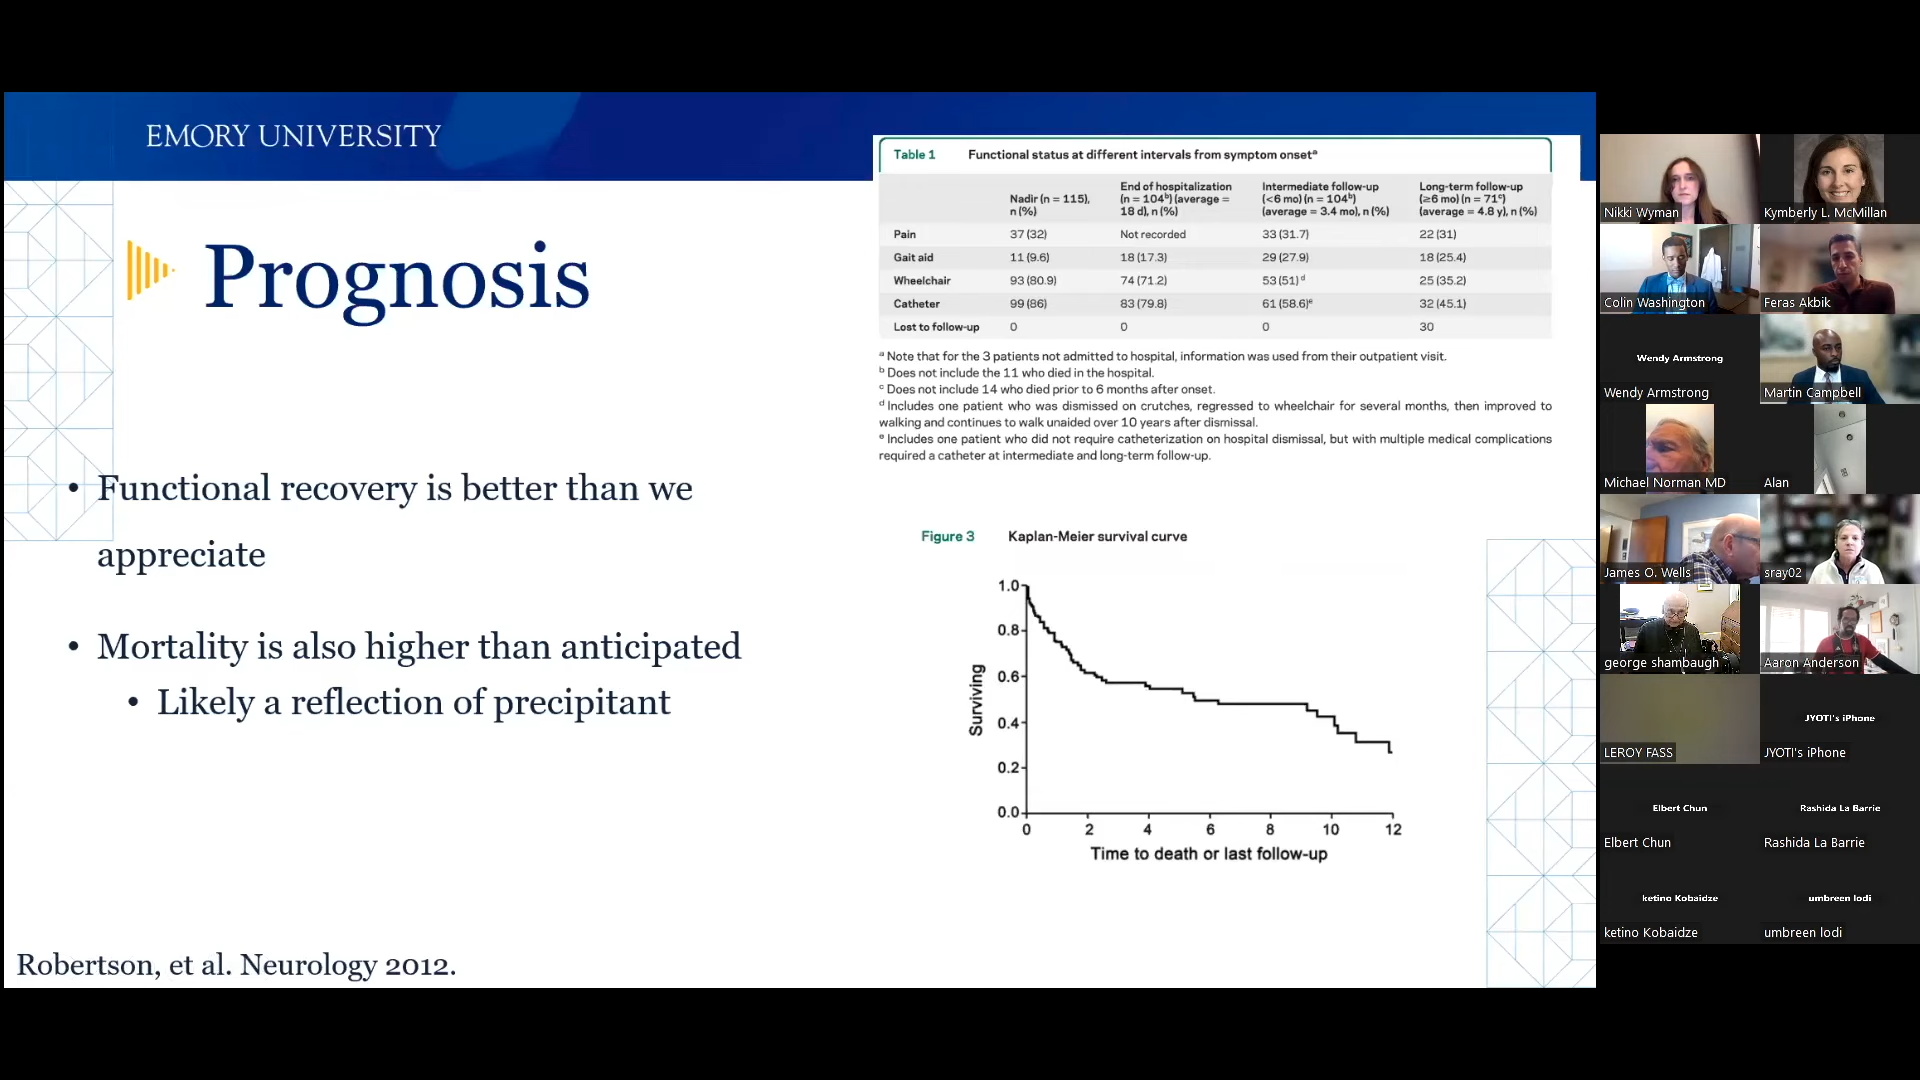 EMORY UNIVERSITY
Prognosis
• Functional recovery is better than we
appreciate
• Mortality is also higher than anticipated
• Likely a reflection of precipitant
Robertson, et al. Neurology 2012.
Table 1 Functional status at different intervals from symptom onsetᵃ
Nadir (n = 115), n (%) End of hospitalization (n = 104ᵇ) (average = 18 d), n (%) Intermediate follow-up (<6 mo) (n = 104ᵇ) (average = 3.4 mo), n (%) Long-term follow-up (≥6 mo) (n = 71ᶜ) (average = 4.8 y), n (%)
Pain 37 (32) Not recorded 33 (31.7) 22 (31)
Gait aid 11 (9.6) 18 (17.3) 29 (27.9) 18 (25.4)
Wheelchair 93 (80.9) 74 (71.2) 53 (51)ᵈ 25 (35.2)
Catheter 99 (86) 83 (79.8) 61 (58.6)ᵉ 32 (45.1)
Lost to follow-up 0 0 0 30
ᵃ Note that for the 3 patients not admitted to hospital, information was used from their outpatient visit.
ᵇ Does not include the 11 who died in the hospital.
ᶜ Does not include 14 who died prior to 6 months after onset.
ᵈ Includes one patient who was dismissed on crutches, regressed to wheelchair for several months, then improved to
walking and continues to walk unaided over 10 years after dismissal.
ᵉ Includes one patient who did not require catheterization on hospital dismissal, but with multiple medical complications
required a catheter at intermediate and long-term follow-up.
Figure 3 Kaplan-Meier survival curve
Surviving
1.0
0.8
0.6
0.4
0.2
0.0
0 2 4 6 8 10 12
Time to death or last follow-up
Nikki Wyman
Kymberly L. McMillan
Colin Washington
Feras Akbik
Wendy Armstrong
Wendy Armstrong
Martin Campbell
Michael Norman MD
Alan
James O. Wells
sray02
george shambaugh
Aaron Anderson
LEROY FASS
JYOTI's iPhone
JYOTI's iPhone
Elbert Chun
Elbert Chun
Rashida La Barrie
Rashida La Barrie
ketino Kobaidze
ketino Kobaidze
umbreen lodi
umbreen lodi